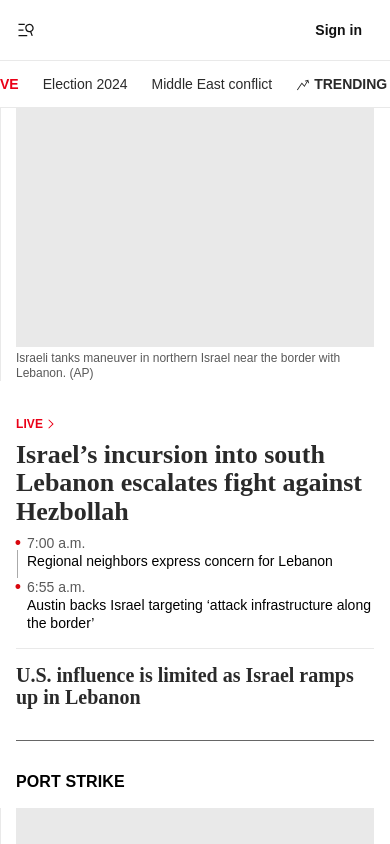 Sign in
VE Election 2024 Middle East conflict TRENDING
Israeli tanks maneuver in northern Israel near the border with
Lebanon. (AP)
LIVE
Israel’s incursion into south
Lebanon escalates fight against
Hezbollah
7:00 a.m.
Regional neighbors express concern for Lebanon
6:55 a.m.
Austin backs Israel targeting ‘attack infrastructure along
the border’
U.S. influence is limited as Israel ramps
up in Lebanon
PORT STRIKE